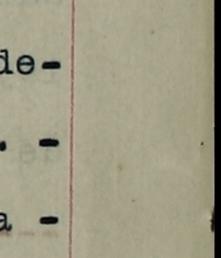 de-
. -
a -